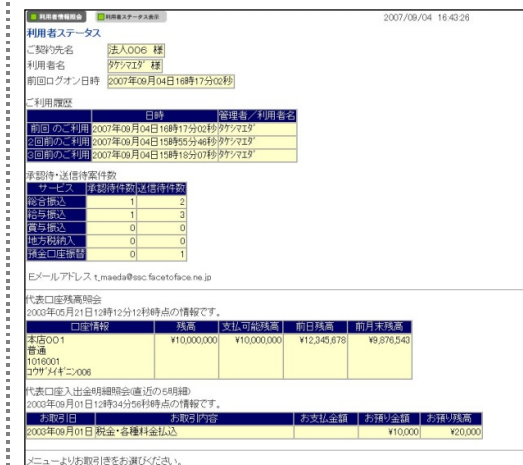 利用者情報照会 利用者ステータス表示 2007/09/04 16:43:26
利用者ステータス
ご契約先名 法人006 様
利用者名 タケシマエダ 様
前回ログオン日時 2007年09月04日16時17分02秒
ご利用履歴
日時 管理者／利用者名
前回 のご利用 2007年09月04日16時17分02秒 タケシマエダ
2回前のご利用 2007年09月04日15時55分46秒 タケシマエダ
3回前のご利用 2007年09月04日15時18分07秒 タケシマエダ
承認待・送信待案件数
サービス 承認待件数 送信待件数
総合振込 1 2
給与振込 1 3
賞与振込 0 0
地方税納入 0 0
預金口座振替 0 1
Eメールアドレス t_maeda@ssc.facetoface.ne.jp
代表口座残高照会
2003年05月21日12時12分12秒時点の情報です。
口座情報 残高 支払可能残高 前日残高 前月末残高
本店001 ¥10,000,000 ¥10,000,000 ¥12,345,678 ¥9,876,543
普通
1016001
コウザメイギニン006
代表口座入出金明細照会(直近の5明細)
2003年09月01日12時34分56秒時点の情報です。
お取引日 お取引内容 お支払金額 お預り金額 お預り残高
2003年09月01日 税金・各種料金払込 ¥10,000 ¥20,000
メニューよりお取引きをお選びください。